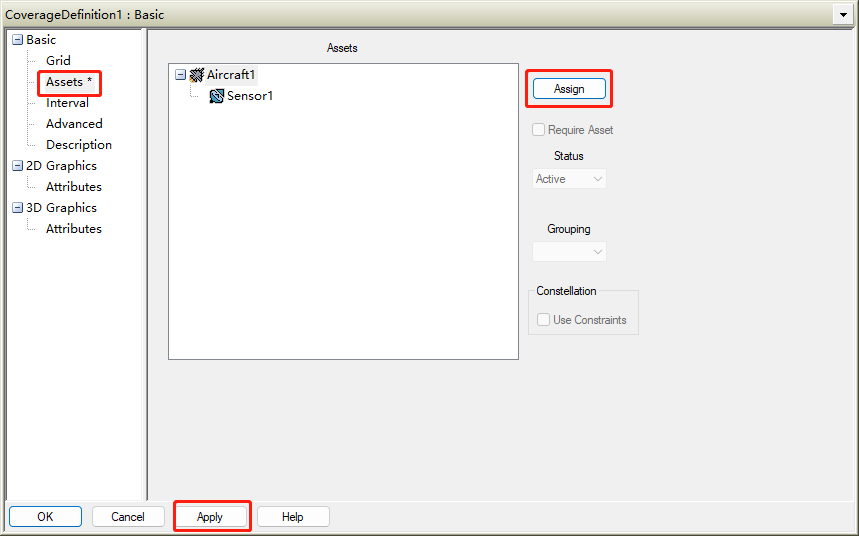 CoverageDefinition1 : Basic
Basic
Grid
Assets *
Interval
Advanced
Description
2D Graphics
Attributes
3D Graphics
Attributes
Assets
Aircraft1
Sensor1
Assign
Require Asset
Status
Active
Grouping
Constellation
Use Constraints
OK
Cancel
Apply
Help